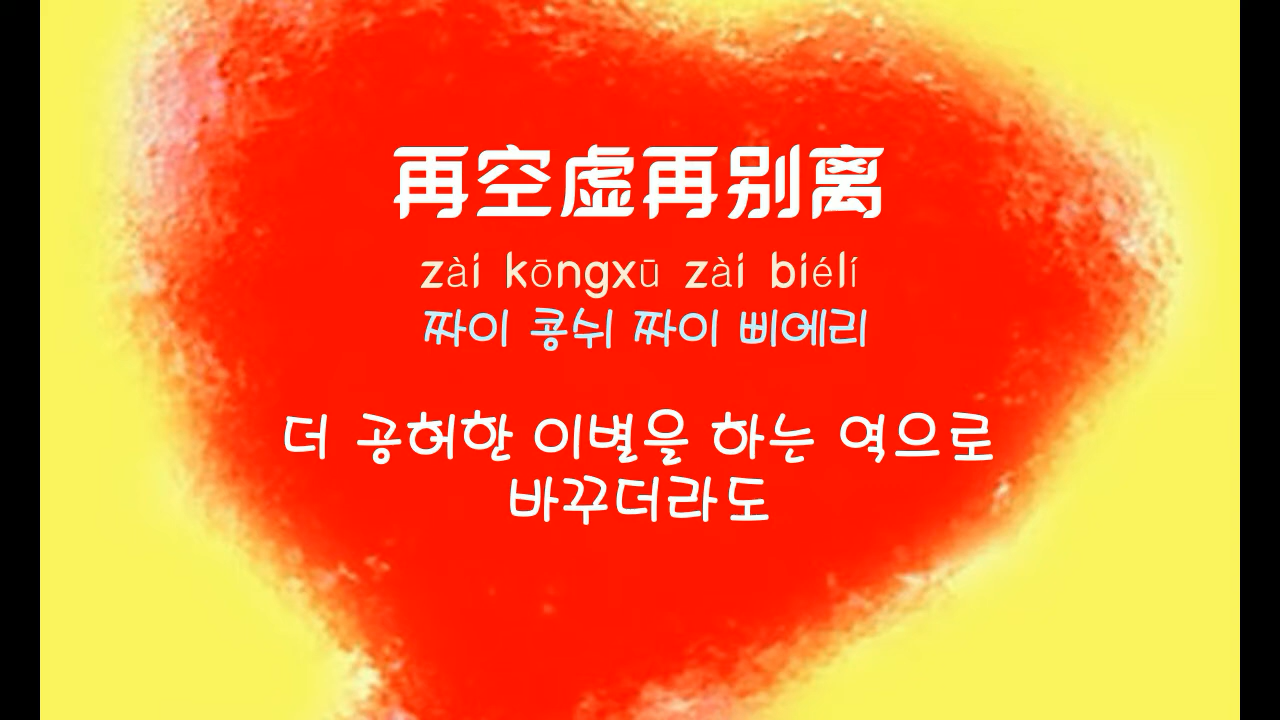 再空虚再别离
zài kōngxū zài biélí
짜이 콩쉬 짜이 삐에리
더 공허한 이별을 하는 역으로
바꾸더라도